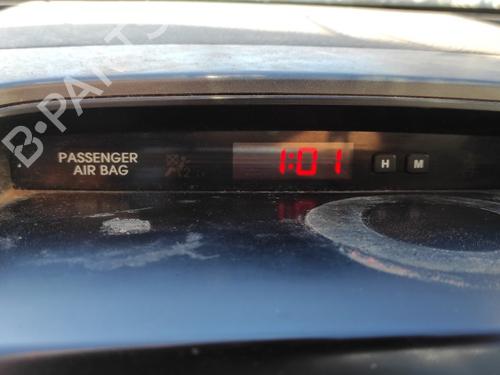 B-PARTS
PASSENGER
AIR BAG
1:01
H
M